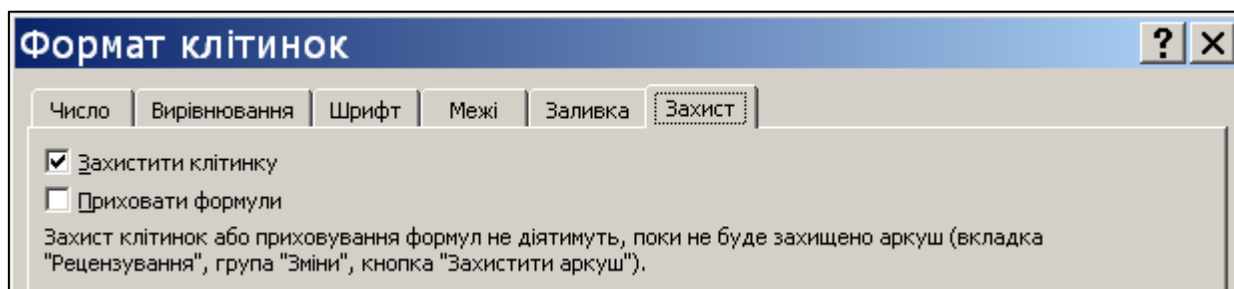 Формат клітинок
Число Вирівнювання Шрифт Межі Заливка Захист
Захистити клітинку
Приховати формули
Захист клітинок або приховування формул не діятимуть, поки не буде захищено аркуш (вкладка
"Рецензування", група "Зміни", кнопка "Захистити аркуш").